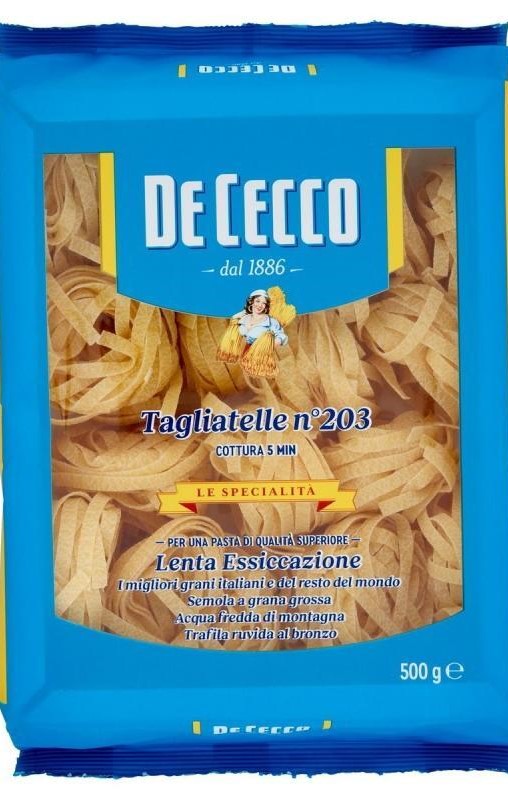 DE CECCO
DE CECCO
dal 1886
Tagliatelle n°203
COTTURA 5 MIN
LE SPECIALITÀ
PER UNA PASTA DI QUALITÀ SUPERIORE
Lenta Essiccazione
I migliori grani italiani e del resto del mondo
Semola a grana grossa
Acqua fredda di montagna
Trafila ruvida al bronzo
500 g ℮
DE CECCO